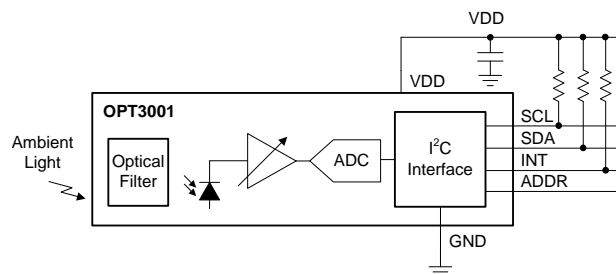 VDD
VDD
OPT3001
Ambient
Light
Optical
Filter
ADC
I²C
Interface
SCL
SDA
INT
ADDR
GND